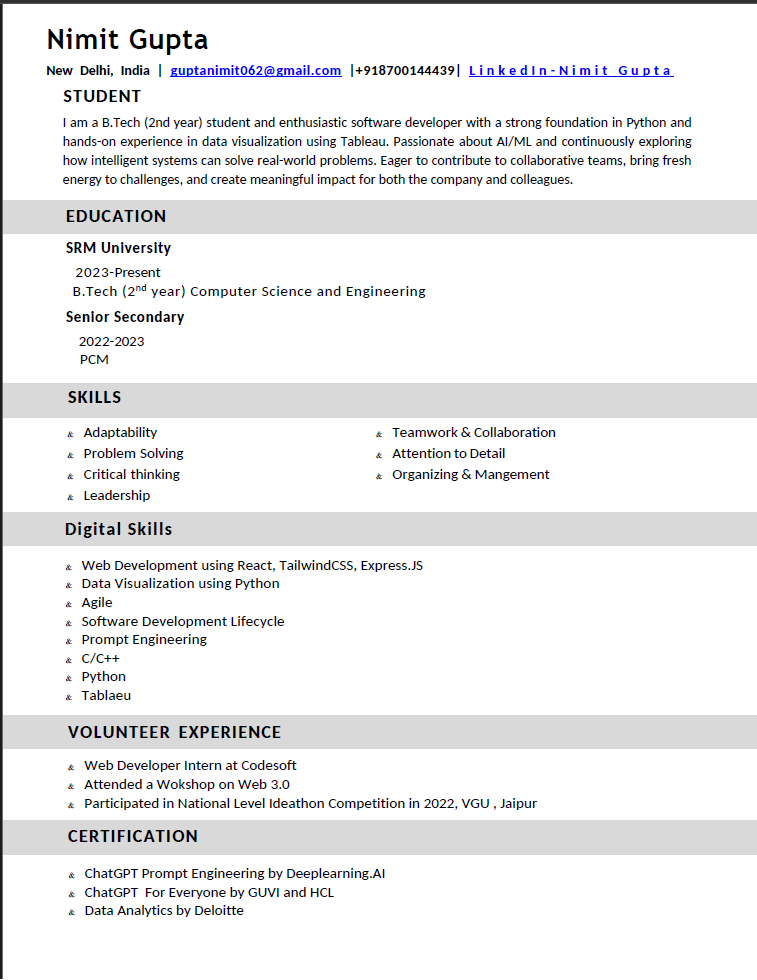 Nimit Gupta
New Delhi, India | guptanimit062@gmail.com |+918700144439| LinkedIn-Nimit Gupta
STUDENT
I am a B.Tech (2nd year) student and enthusiastic software developer with a strong foundation in Python and
hands-on experience in data visualization using Tableau. Passionate about AI/ML and continuously exploring
how intelligent systems can solve real-world problems. Eager to contribute to collaborative teams, bring fresh
energy to challenges, and create meaningful impact for both the company and colleagues.
EDUCATION
SRM University
2023-Present
B.Tech (2nd year) Computer Science and Engineering
Senior Secondary
2022-2023
PCM
SKILLS
& Adaptability
& Problem Solving
& Critical thinking
& Leadership
& Teamwork & Collaboration
& Attention to Detail
& Organizing & Mangement
Digital Skills
& Web Development using React, TailwindCSS, Express.JS
& Data Visualization using Python
& Agile
& Software Development Lifecycle
& Prompt Engineering
& C/C++
& Python
& Tablaeu
VOLUNTEER EXPERIENCE
& Web Developer Intern at Codesoft
& Attended a Wokshop on Web 3.0
& Participated in National Level Ideathon Competition in 2022, VGU , Jaipur
CERTIFICATION
& ChatGPT Prompt Engineering by Deeplearning.AI
& ChatGPT For Everyone by GUVI and HCL
& Data Analytics by Deloitte